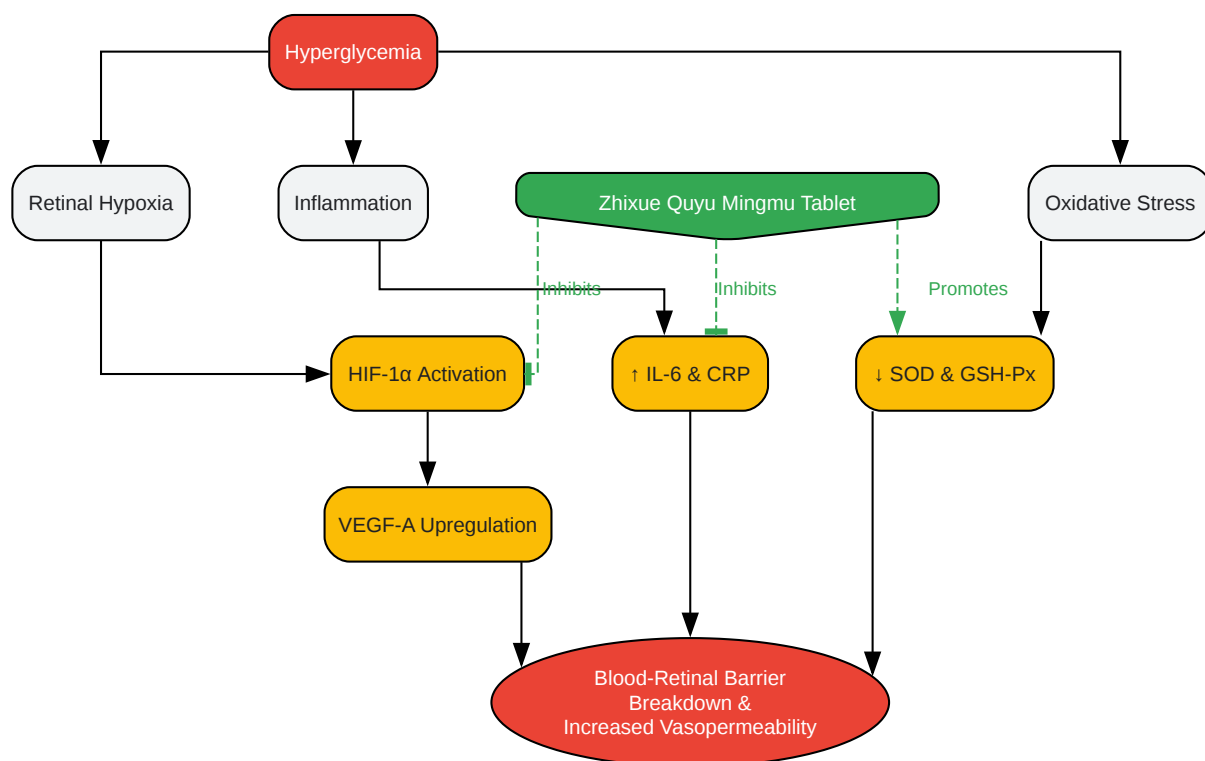 Hyperglycemia
Retinal Hypoxia
Inflammation
Zhixue Quyu Mingmu Tablet
Oxidative Stress
Inhibits
Inhibits
Promotes
HIF-1α Activation
↑ IL-6 & CRP
↓ SOD & GSH-Px
VEGF-A Upregulation
Blood-Retinal Barrier
Breakdown &
Increased Vasopermeability